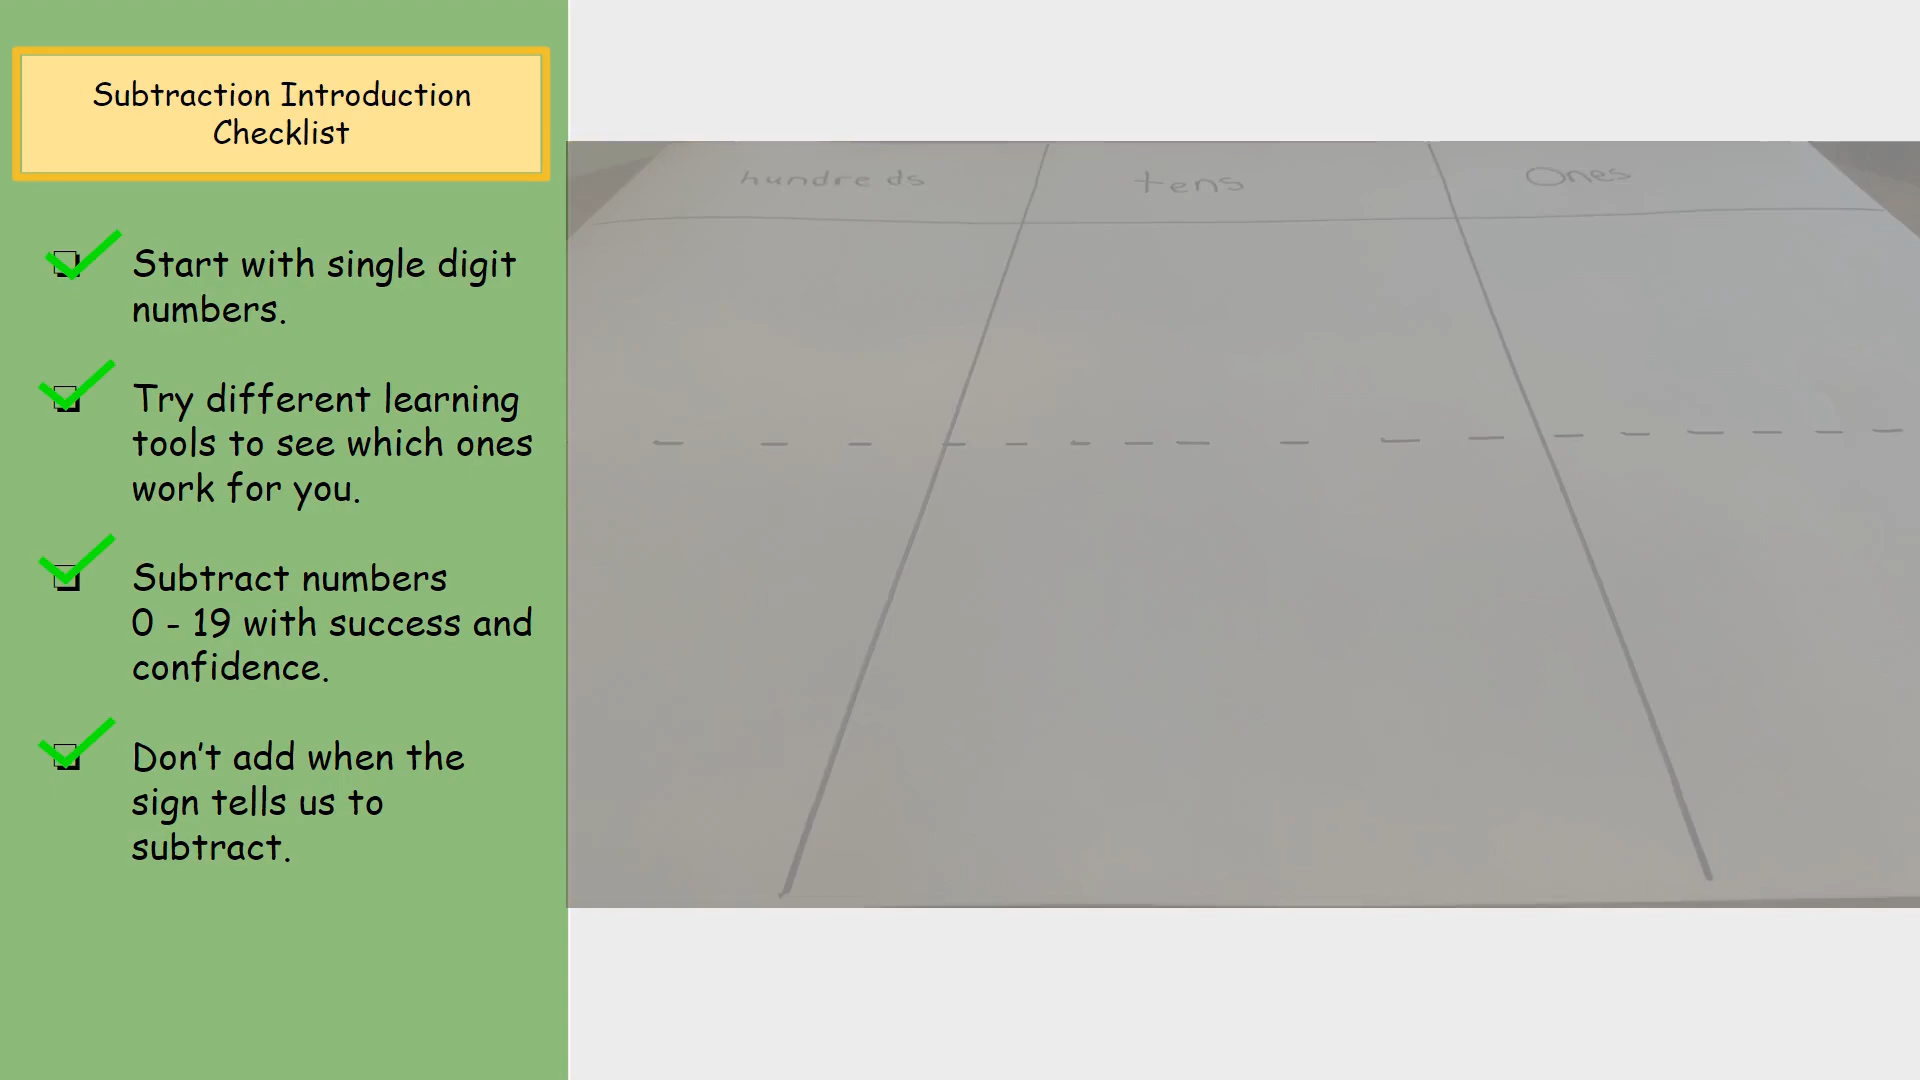 Subtraction Introduction
Checklist
Start with single digit
numbers.
Try different learning
tools to see which ones
work for you.
Subtract numbers
0 - 19 with success and
confidence.
Don't add when the
sign tells us to
subtract.
hundreds tens Ones